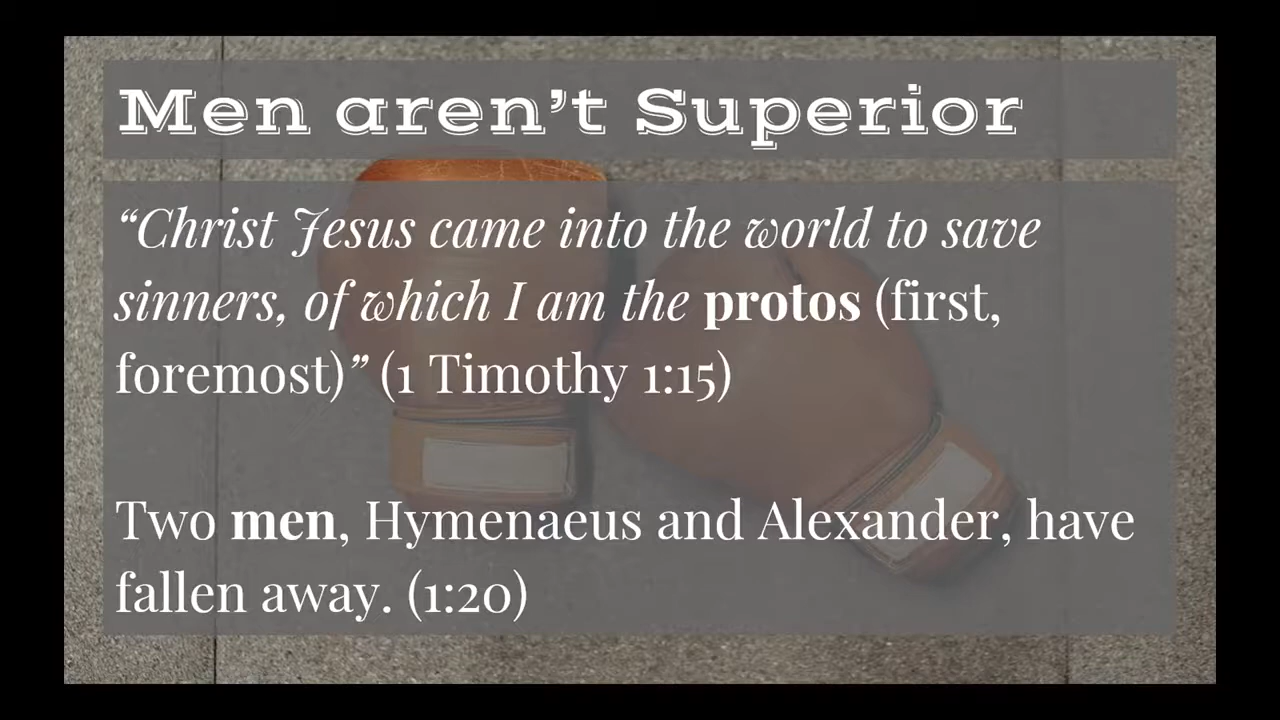 Men aren’t Superior
“Christ Jesus came into the world to save
sinners, of which I am the protos (first,
foremost)” (1 Timothy 1:15)
Two men, Hymenaeus and Alexander, have
fallen away. (1:20)